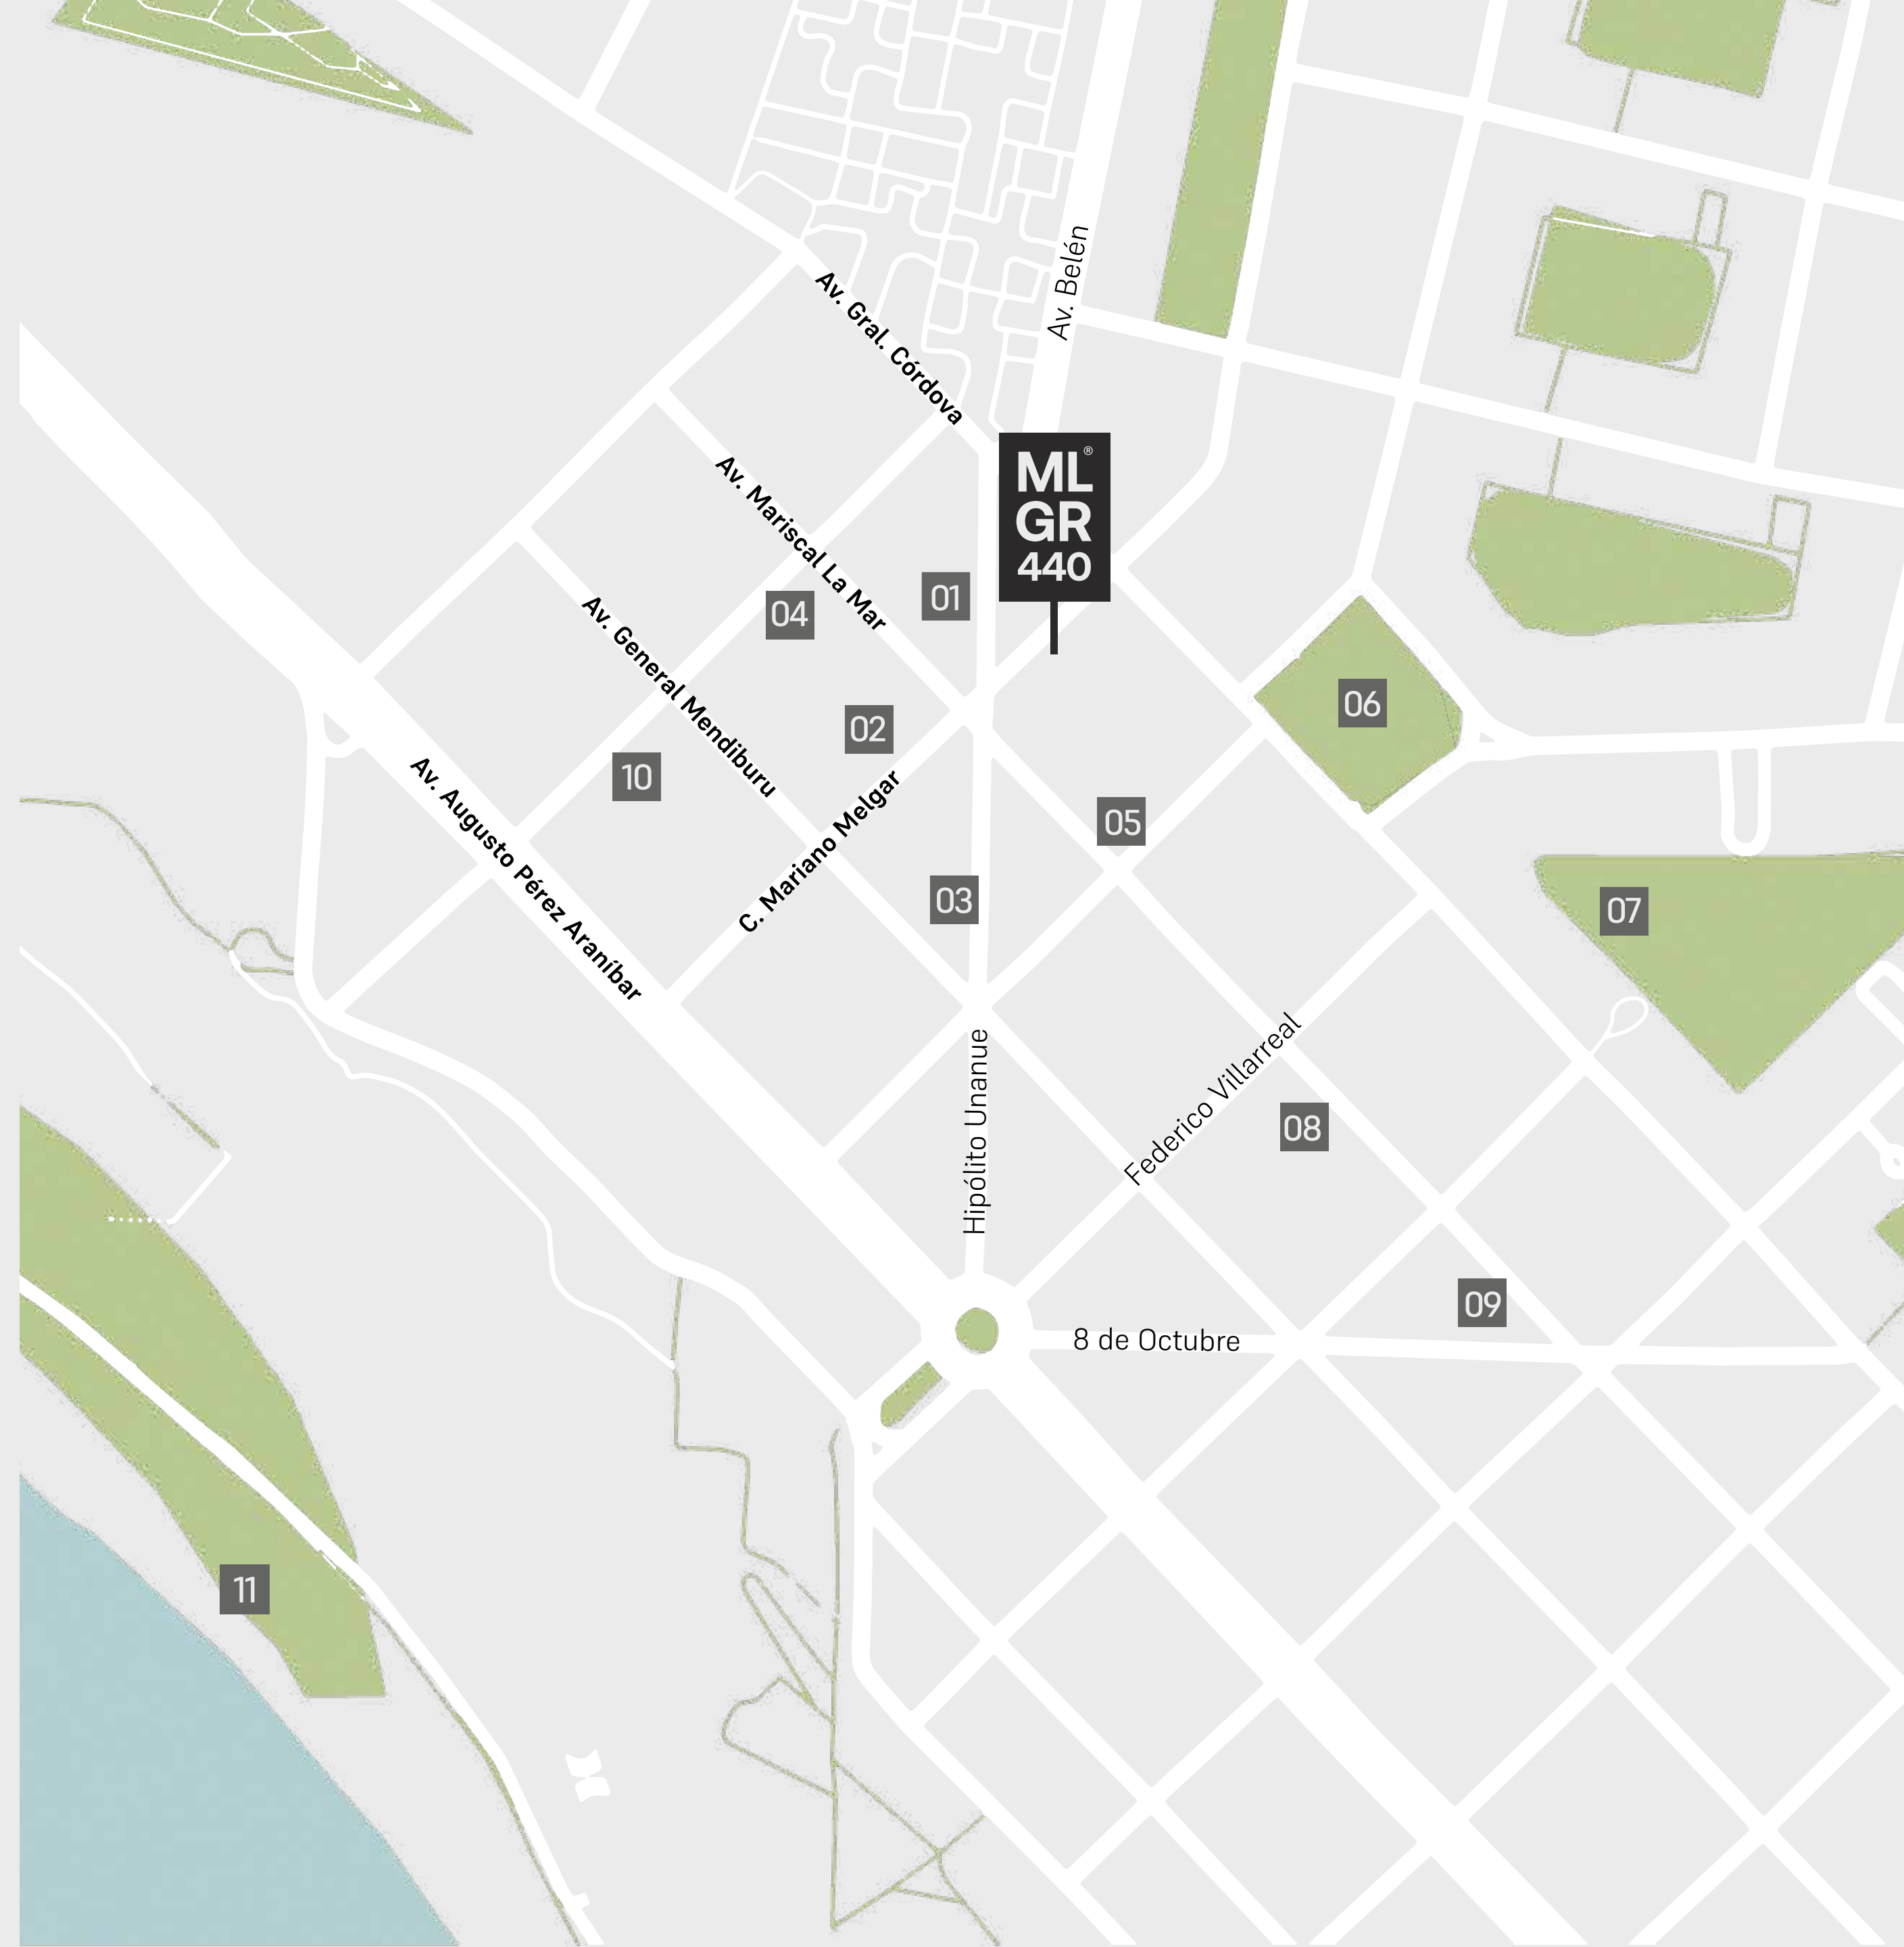 Av. Belén
Av. Gral. Córdova
ML®
GR
440
Av. Mariscal La Mar
01
04
Av. General Mendiburu
06
02
10
C. Mariano Melgar
Av. Augusto Pérez Araníbar
05
03
07
Hipólito Unanue
Federico Villarreal
08
09
8 de Octubre
11